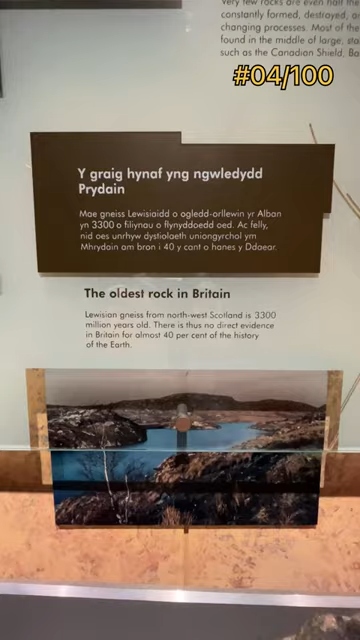 Very few rocks are even half the
constantly formed, destroyed, an
changing processes. Most of the
found in the middle of large, sta
such as the Canadian Shield, Ba
#04/100
Y graig hynaf yng ngwledydd
Prydain
Mae gneiss Lewisiaidd o ogledd-orllewin yr Alban
yn 3300 o filiynau o flynyddoedd oed. Ac felly,
nid oes unrhyw dystiolaeth uniongyrchol ym
Mhrydain am bron i 40 y cant o hanes y Ddaear.
The oldest rock in Britain
Lewisian gneiss from north-west Scotland is 3300
million years old. There is thus no direct evidence
in Britain for almost 40 per cent of the history
of the Earth.